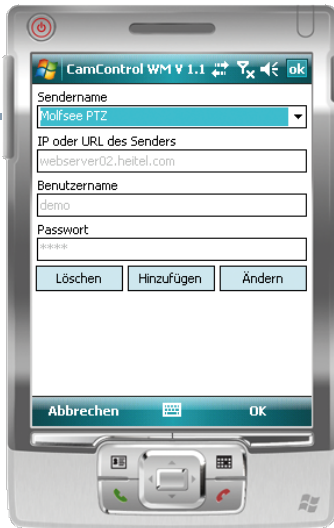 CamControl WM V 1.1 ok
Sendername
Molfsee PTZ
IP oder URL des Senders
webserver02.heitel.com
Benutzername
demo
Passwort
****
Löschen Hinzufügen Ändern
Abbrechen OK